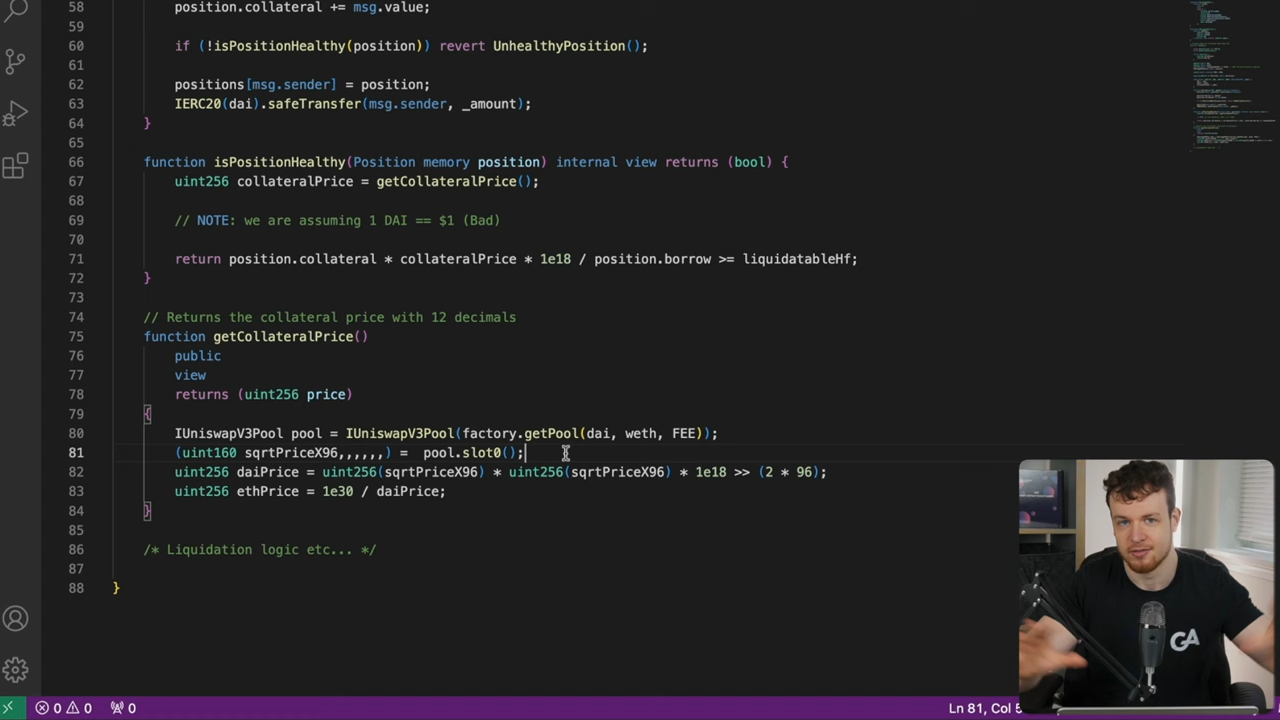 58 position.collateral += msg.value;
59
60 if (!isPositionHealthy(position)) revert UnhealthyPosition();
61
62 positions[msg.sender] = position;
63 IERC20(dai).safeTransfer(msg.sender, _amount);
64 }
65
66 function isPositionHealthy(Position memory position) internal view returns (bool) {
67 uint256 collateralPrice = getCollateralPrice();
68
69 // NOTE: we are assuming 1 DAI == $1 (Bad)
70
71 return position.collateral * collateralPrice * 1e18 / position.borrow >= liquidatableHf;
72 }
73
74 // Returns the collateral price with 12 decimals
75 function getCollateralPrice()
76 public
77 view
78 returns (uint256 price)
79 {
80 IUniswapV3Pool pool = IUniswapV3Pool(factory.getPool(dai, weth, FEE));
81 (uint160 sqrtPriceX96,,,,,,) =  pool.slot0();
82 uint256 daiPrice = uint256(sqrtPriceX96) * uint256(sqrtPriceX96) * 1e18 >> (2 * 96);
83 uint256 ethPrice = 1e30 / daiPrice;
84 }
85
86 /* Liquidation logic etc... */
87
88 }
GA
0 0 0 Ln 81, Col 5